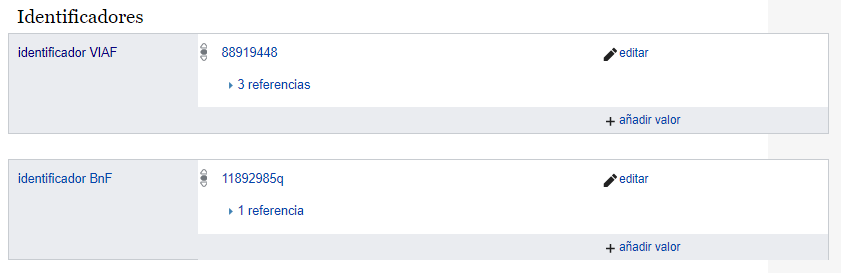 Identificadores
identificador VIAF
88919448
editar
3 referencias
añadir valor
identificador BnF
11892985q
editar
1 referencia
añadir valor